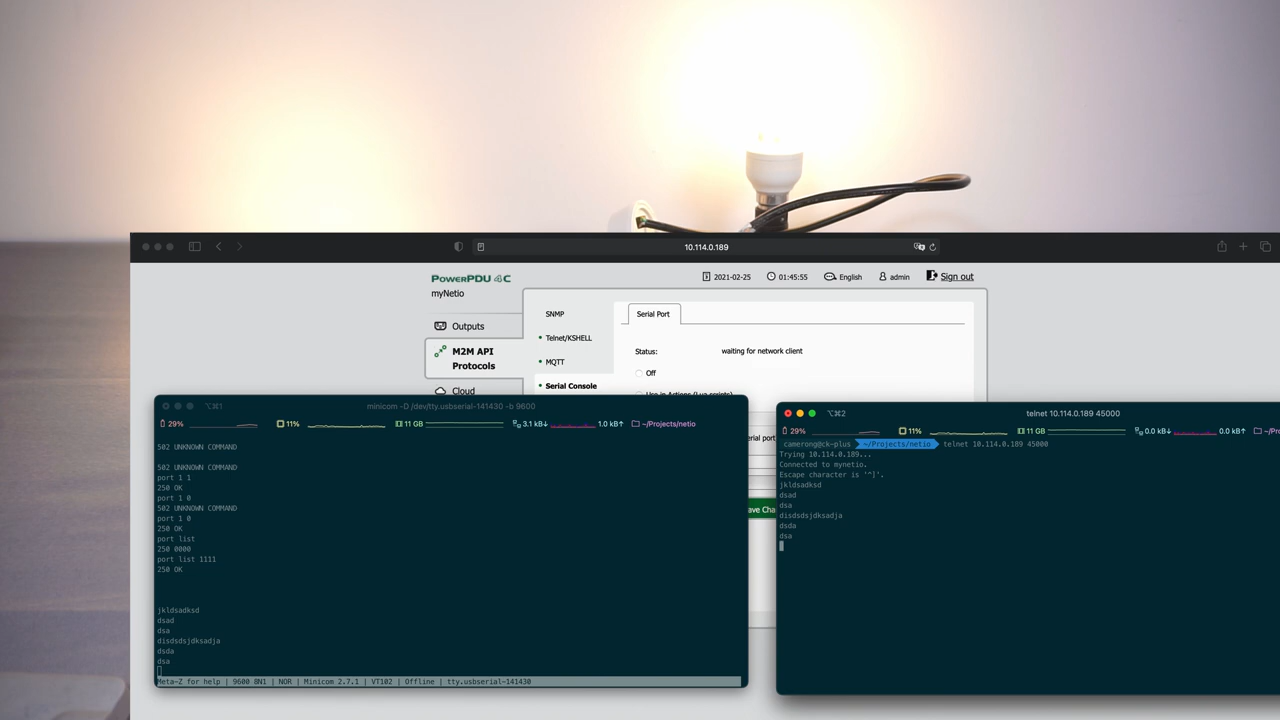 10.114.0.189
PowerPDU 4C
2021-02-25
01:45:55
English
admin
Sign out
myNetio
Outputs
M2M API
Protocols
Cloud
SNMP
Telnet/KSHELL
MQTT
Serial Console
Serial Port
Status:
waiting for network client
Off
erial port
ave Cha
⌥⌘1
minicom -D /dev/tty.usbserial-141430 -b 9600
29%
11%
11 GB
3.1 kB↓
1.0 kB↑
~/Projects/netio
502 UNKNOWN COMMAND
502 UNKNOWN COMMAND
port 1 1
250 OK
port 1 0
502 UNKNOWN COMMAND
port 1 0
250 OK
port list
250 0000
port list 1111
250 OK
jkldsadksd
dsad
dsa
disdsdsjdksadja
dsda
dsa
Meta-Z for help | 9600 8N1 | NOR | Minicom 2.7.1 | VT102 | Offline | tty.usbserial-141430
⌥⌘2
telnet 10.114.0.189 45000
29%
11%
11 GB
0.0 kB↓
0.0 kB↑
~/Pr
camerong@ck-plus ~/Projects/netio telnet 10.114.0.189 45000
Trying 10.114.0.189...
Connected to mynetio.
Escape character is '^]'.
jkldsadksd
dsad
dsa
disdsdsjdksadja
dsda
dsa